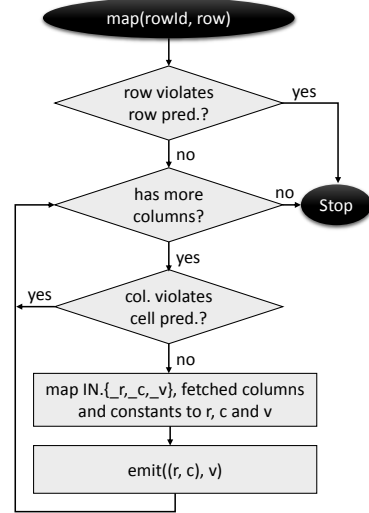 map(rowId, row)
row violates
row pred.?
yes
no
has more
columns?
no
Stop
yes
col. violates
cell pred.?
yes
no
map IN.{_r,_c,_v}, fetched columns
and constants to r, c and v
emit((r, c), v)